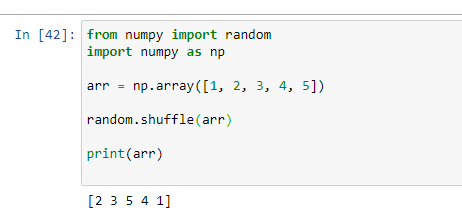 In [42]: from numpy import random
import numpy as np
arr = np.array([1, 2, 3, 4, 5])
random.shuffle(arr)
print(arr)
[2 3 5 4 1]